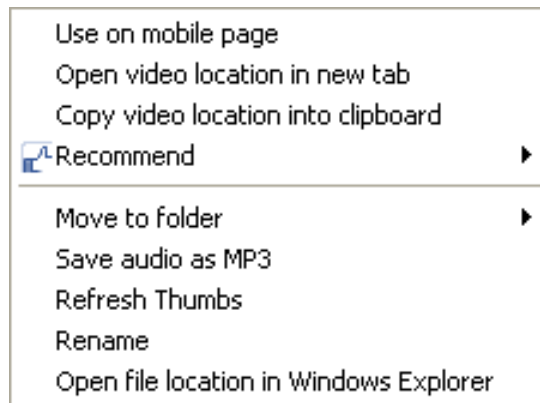 Use on mobile page
Open video location in new tab
Copy video location into clipboard
Recommend
Move to folder
Save audio as MP3
Refresh Thumbs
Rename
Open file location in Windows Explorer